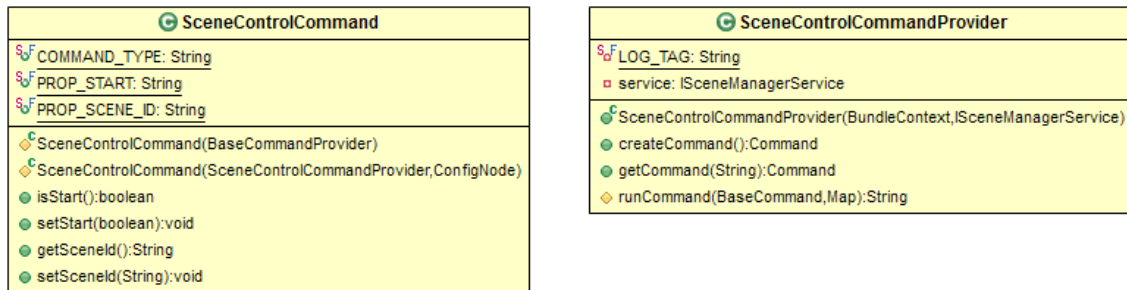 SceneControlCommand
COMMAND_TYPE: String
PROP_START: String
PROP_SCENE_ID: String
SceneControlCommand(BaseCommandProvider)
SceneControlCommand(SceneControlCommandProvider,ConfigNode)
isStart():boolean
setStart(boolean):void
getSceneId():String
setSceneId(String):void
SceneControlCommandProvider
LOG_TAG: String
service: ISceneManagerService
SceneControlCommandProvider(BundleContext,ISceneManagerService)
createCommand():Command
getCommand(String):Command
runCommand(BaseCommand,Map):String